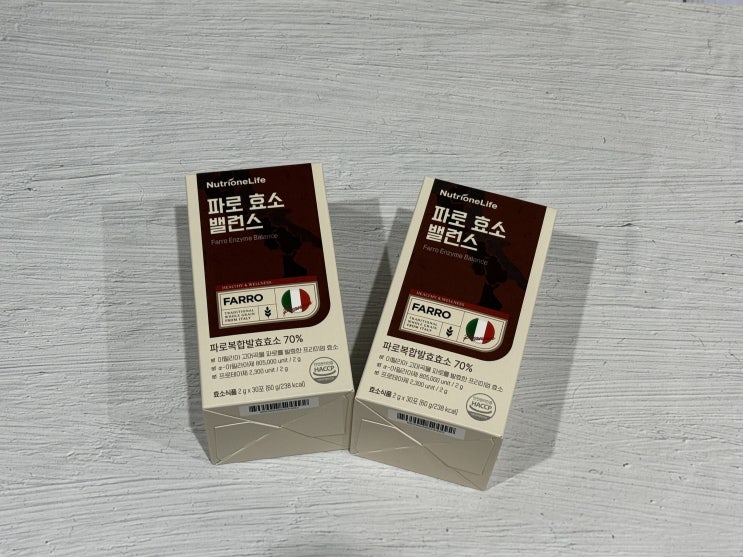 NutrioneLife
파로 효소
밸런스
Farro Enzyme Balance
HEALTHY & WELLNESS
FARRO
TRADITIONAL
WHOLE GRAIN
FROM ITALY
파로복합발효효소 70%
이탈리아 고대곡물 파로를 발효한 프리미엄 효소
α-아밀라아제 805,000 unit / 2 g
프로테아제 2,300 unit / 2 g
효소식품 2 g x 30포 (60 g/238 kcal)
HACCP
NutrioneLife
파로 효소
밸런스
Farro Enzyme Balance
HEALTHY & WELLNESS
FARRO
TRADITIONAL
WHOLE GRAIN
FROM ITALY
파로복합발효효소 70%
이탈리아 고대곡물 파로를 발효한 프리미엄 효소
α-아밀라아제 805,000 unit / 2 g
프로테아제 2,300 unit / 2 g
효소식품 2 g x 30포 (60 g/238 kcal)
HACCP